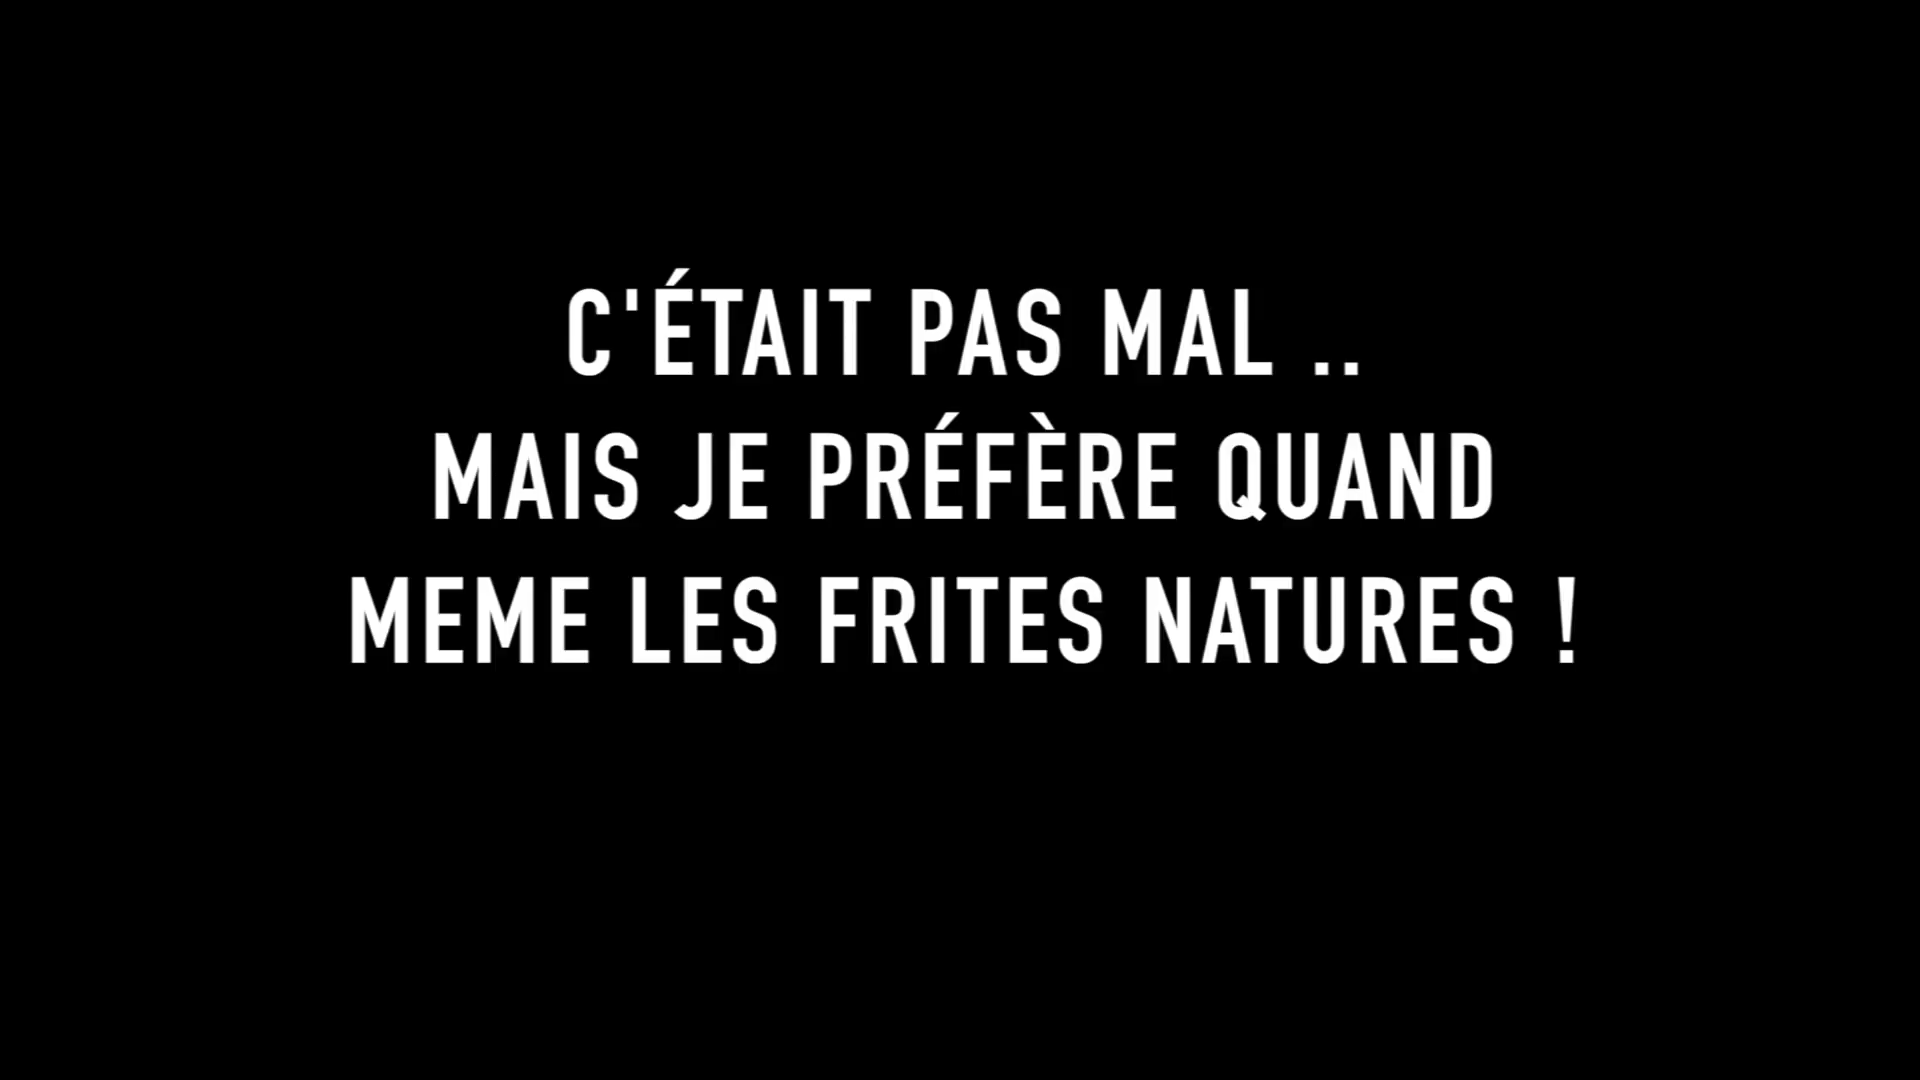 C'ÉTAIT PAS MAL ..
MAIS JE PRÉFÈRE QUAND
MEME LES FRITES NATURES !